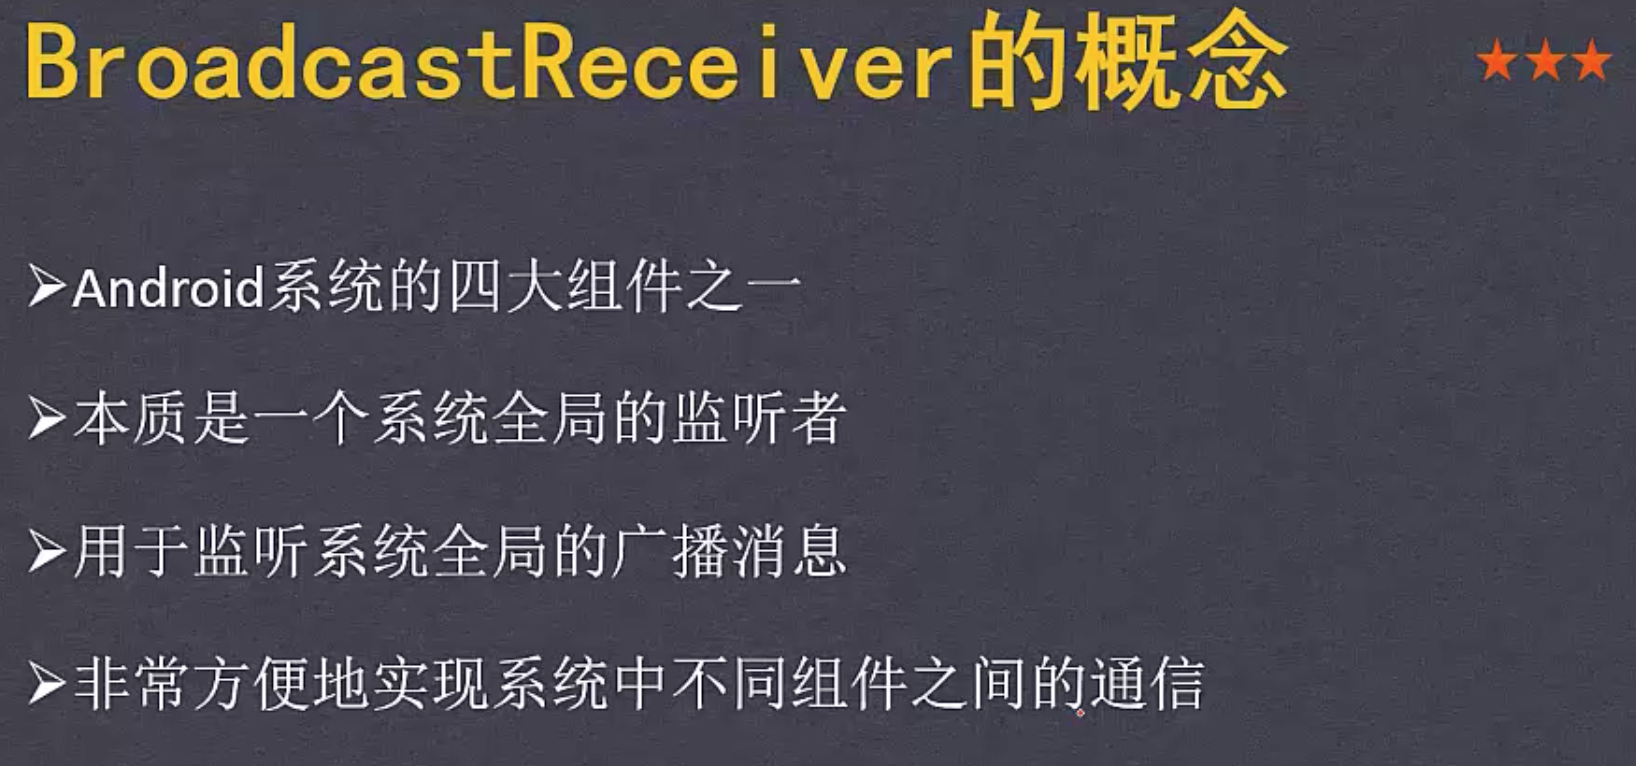 BroadcastReceiver的概念 ★★★
➢Android系统的四大组件之一
➢本质是一个系统全局的监听者
➢用于监听系统全局的广播消息
➢非常方便地实现系统中不同组件之间的通信